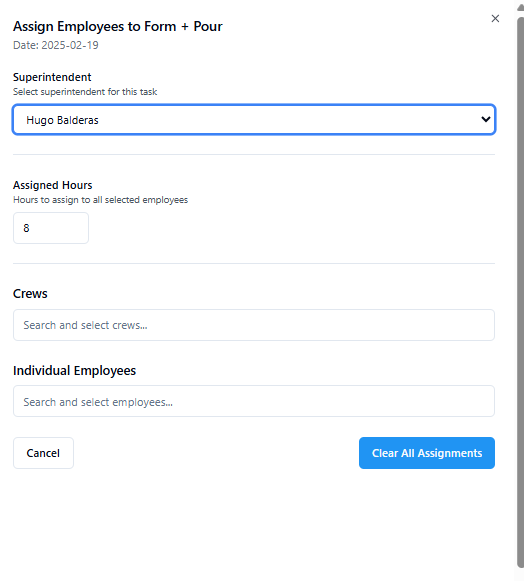 Assign Employees to Form + Pour
Date: 2025-02-19
Superintendent
Select superintendent for this task
Hugo Balderas
Assigned Hours
Hours to assign to all selected employees
8
Crews
Search and select crews...
Individual Employees
Search and select employees...
Cancel
Clear All Assignments